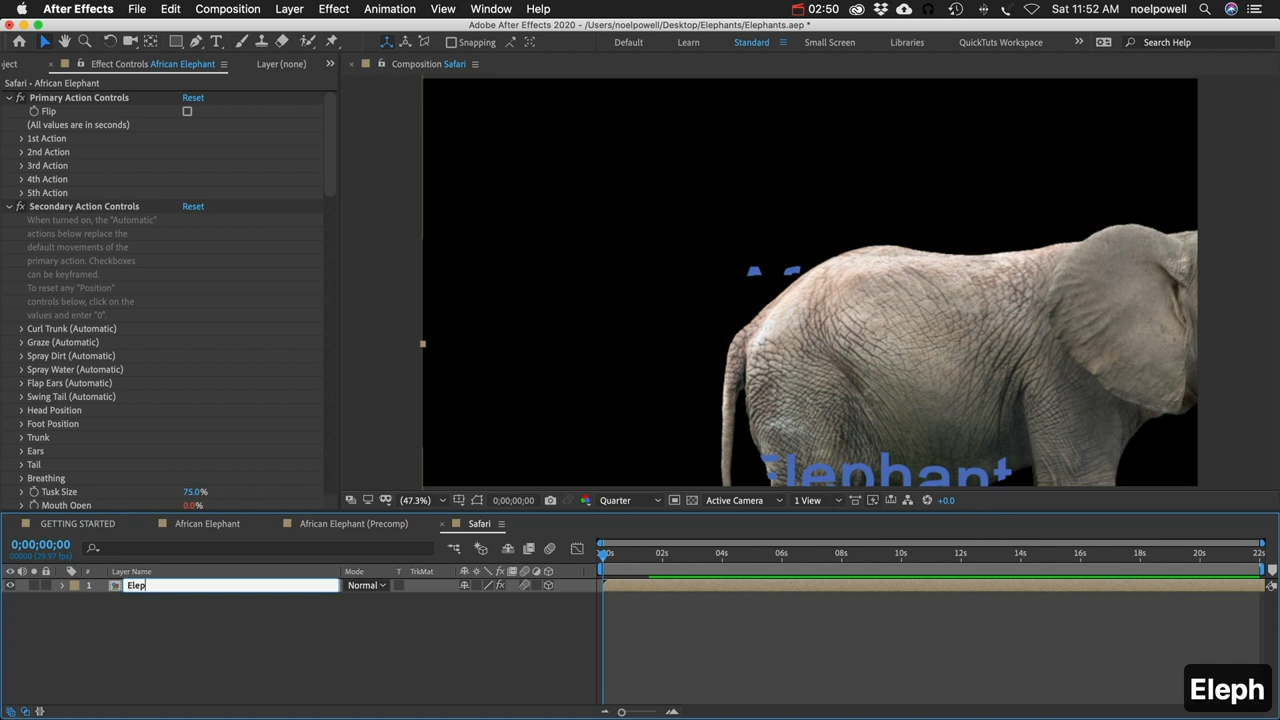 After Effects File Edit Composition Layer Effect Animation View Window Help 02:50 Sat 11:52 AM noelpowell
Adobe After Effects 2020 - /Users/noelpowell/Desktop/Elephants/Elephants.aep *
Snapping Default Learn Standard Small Screen Libraries QuickTuts Workspace Search Help
ject Effect Controls African Elephant Layer (none) Composition Safari
Safari • African Elephant
fx Primary Action Controls Reset
Flip
(All values are in seconds)
1st Action
2nd Action
3rd Action
4th Action
5th Action
fx Secondary Action Controls Reset
When turned on, the "Automatic"
actions below replace the
default movements of the
primary action. Checkboxes
can be keyframed.
To reset any "Position"
controls below, click on the
values and enter "0".
Curl Trunk (Automatic)
Graze (Automatic)
Spray Dirt (Automatic)
Spray Water (Automatic)
Flap Ears (Automatic)
Swing Tail (Automatic)
Head Position
Foot Position
Trunk
Ears
Tail
Breathing
Tusk Size 75.0%
Mouth Open 0.0%
Elephant
(47.3%) 0;00;00;00 Quarter Active Camera 1 View +0.0
GETTING STARTED African Elephant African Elephant (Precomp) Safari
0;00;00;00
00000 (29.97 fps)
:00s 02s 04s 06s 08s 10s 12s 14s 16s 18s 20s 22s
# Layer Name Mode T TrkMat
1 Elep Normal
Eleph